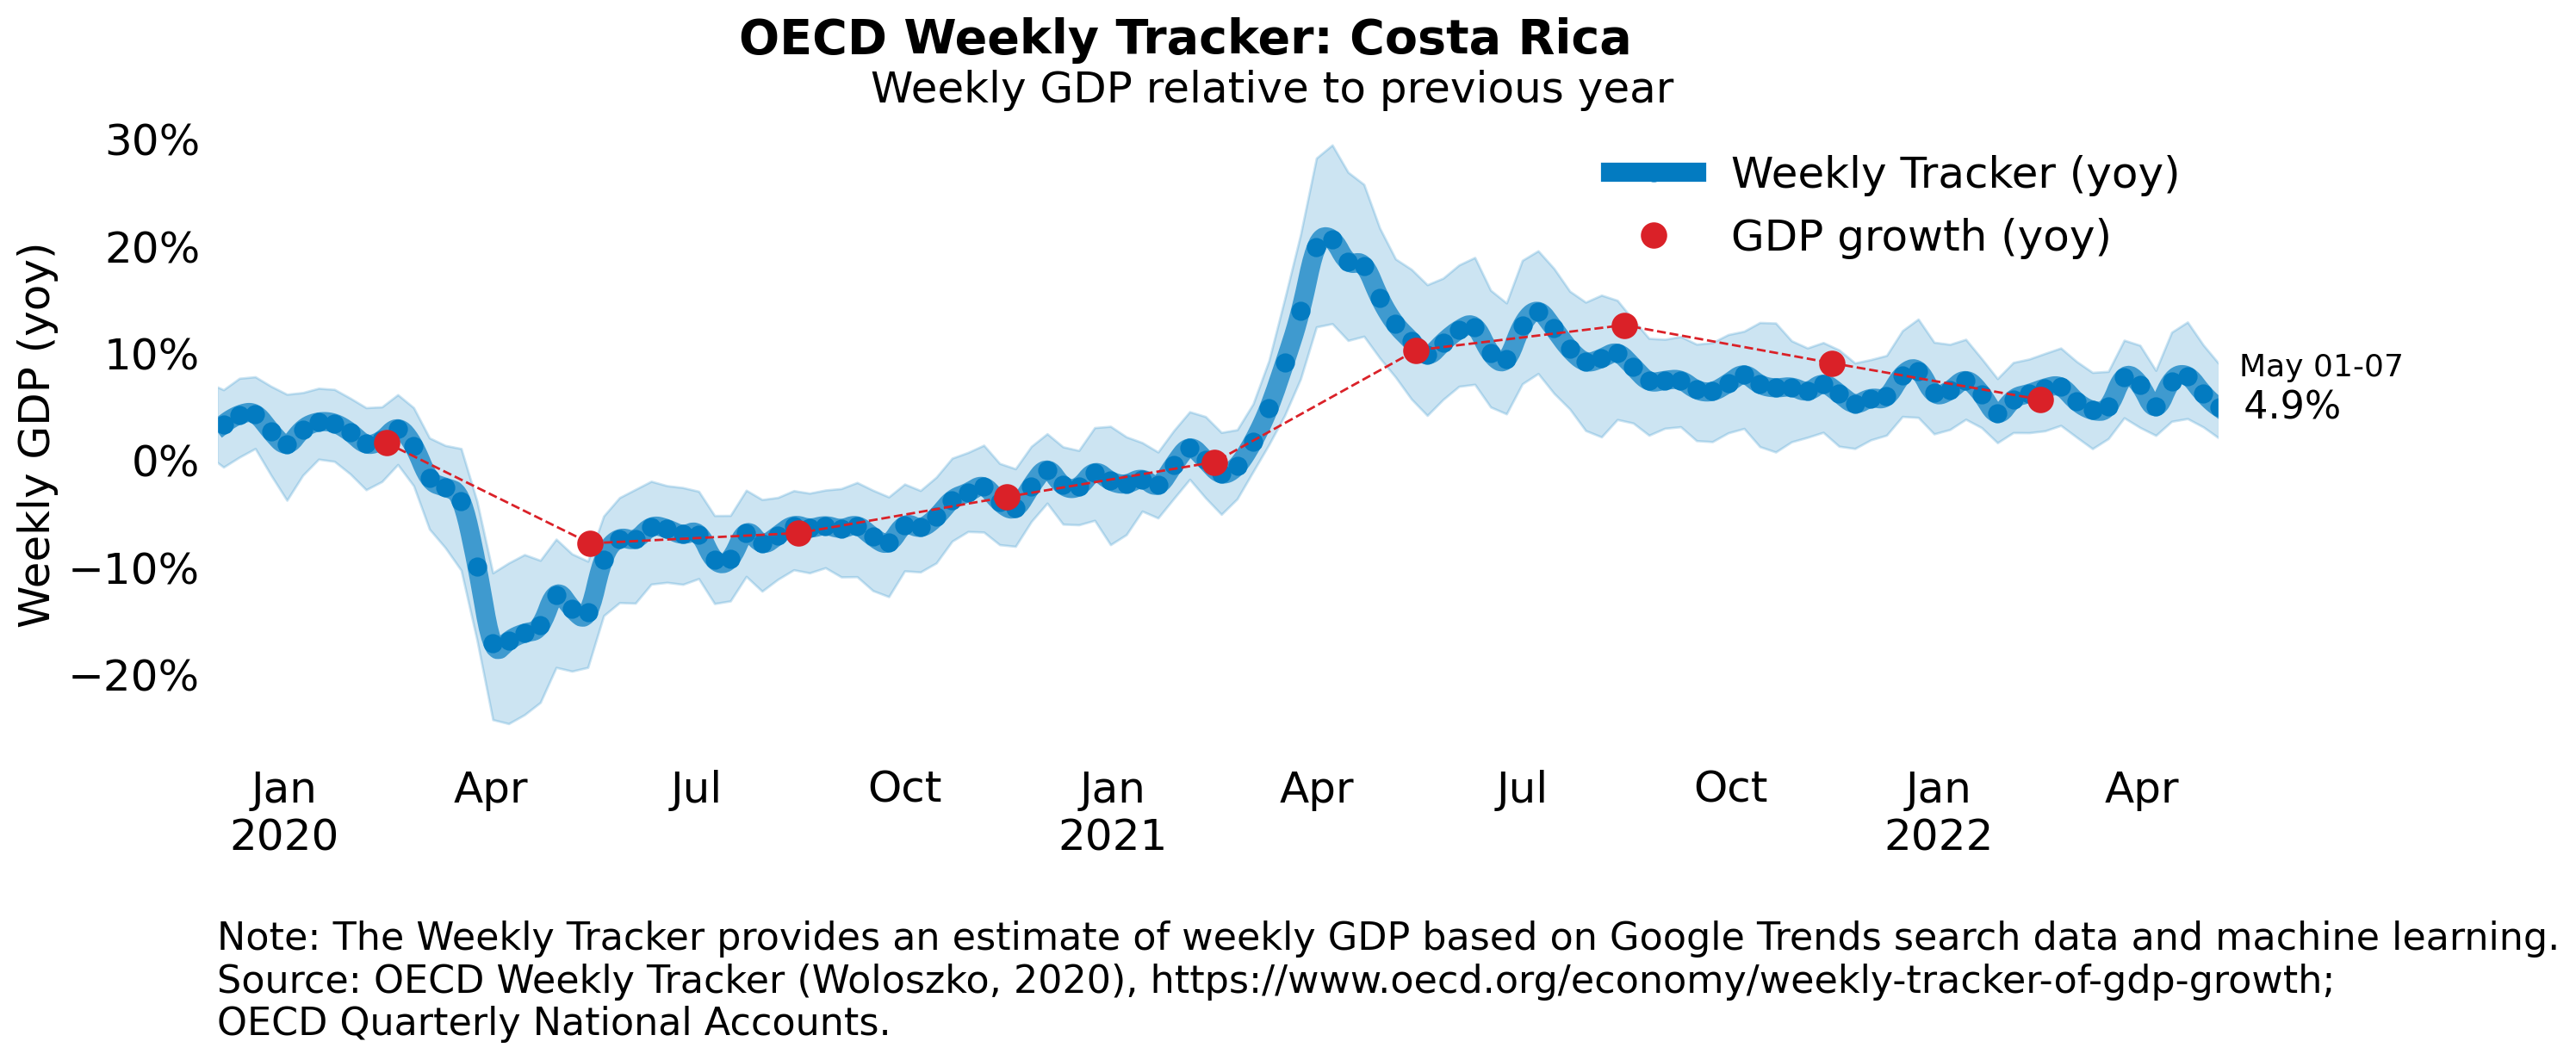 OECD Weekly Tracker: Costa Rica
Weekly GDP relative to previous year
Weekly GDP (yoy)
30%
20%
10%
0%
−10%
−20%
Weekly Tracker (yoy)
GDP growth (yoy)
May 01-07
4.9%
Jan Apr Jul Oct Jan Apr Jul Oct Jan Apr
2020 2021 2022
Note: The Weekly Tracker provides an estimate of weekly GDP based on Google Trends search data and machine learning.
Source: OECD Weekly Tracker (Woloszko, 2020), https://www.oecd.org/economy/weekly-tracker-of-gdp-growth;
OECD Quarterly National Accounts.